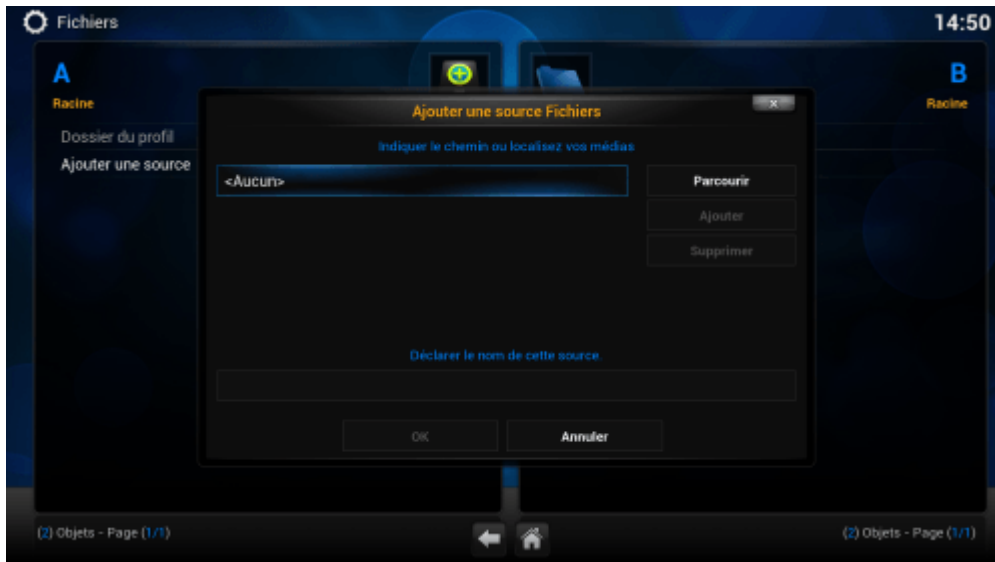 Fichiers
14:50
A
B
Racine
Racine
Ajouter une source Fichiers
Dossier du profil
Indiquer le chemin ou localisez vos médias
Ajouter une source
<Aucun>
Parcourir
Ajouter
Supprimer
Déclarer le nom de cette source.
OK
Annuler
(2) Objets - Page (1/1)
(2) Objets - Page (1/1)